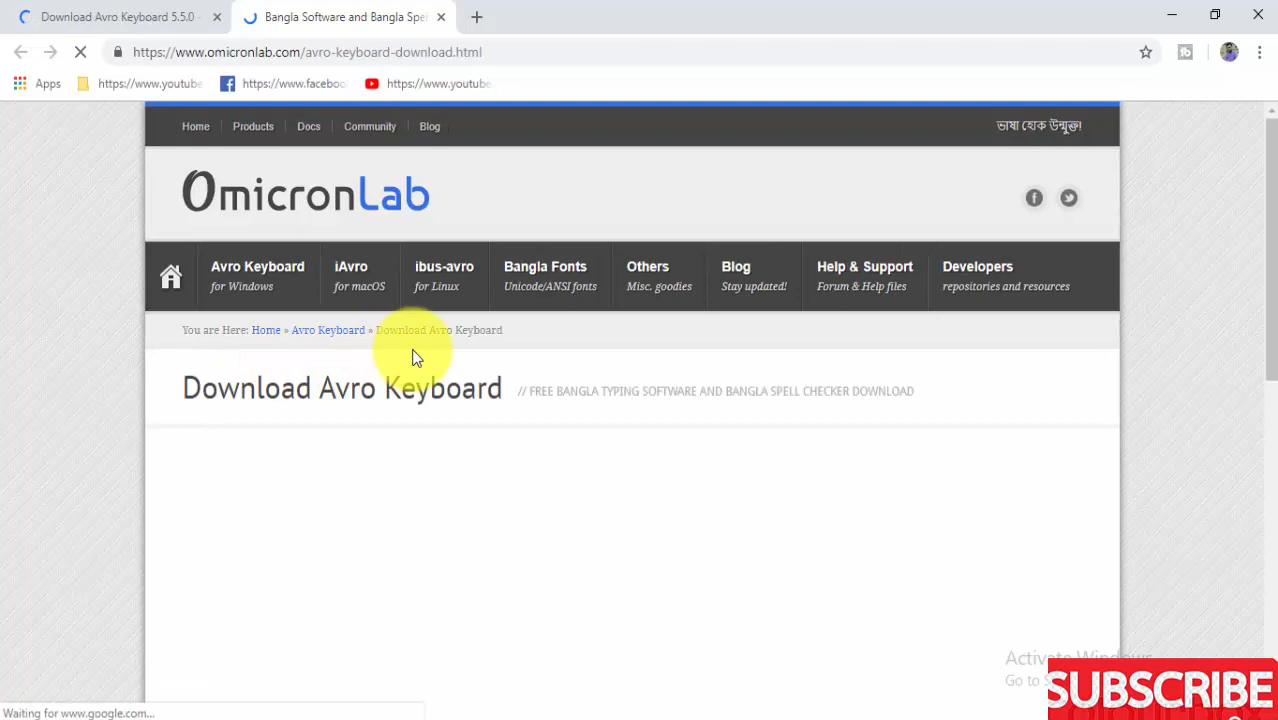 Download Avro Keyboard 5.5.0 -
Bangla Software and Bangla Spel
https://www.omicronlab.com/avro-keyboard-download.html
Apps
https://www.youtube
https://www.faceboo
https://www.youtube
Home
Products
Docs
Community
Blog
ভাষা হোক উন্মুক্ত!
OmicronLab
Avro Keyboard
for Windows
iAvro
for macOS
ibus-avro
for Linux
Bangla Fonts
Unicode/ANSI fonts
Others
Misc. goodies
Blog
Stay updated!
Help & Support
Forum & Help files
Developers
repositories and resources
You are Here: Home » Avro Keyboard » Download Avro Keyboard
Download Avro Keyboard // FREE BANGLA TYPING SOFTWARE AND BANGLA SPELL CHECKER DOWNLOAD
Activate Windows
Go to S
SUBSCRIBE
Waiting for www.google.com...